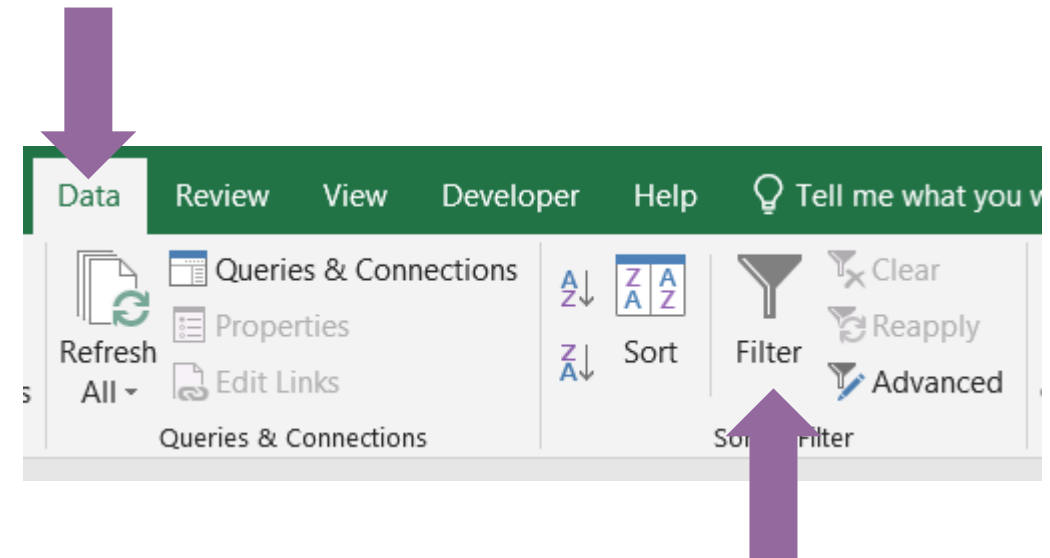 Data Review View Developer Help Tell me what you
Queries & Connections
Properties
Edit Links
Refresh
All
Sort
Filter
Clear
Reapply
Advanced
Queries & Connections
Filter